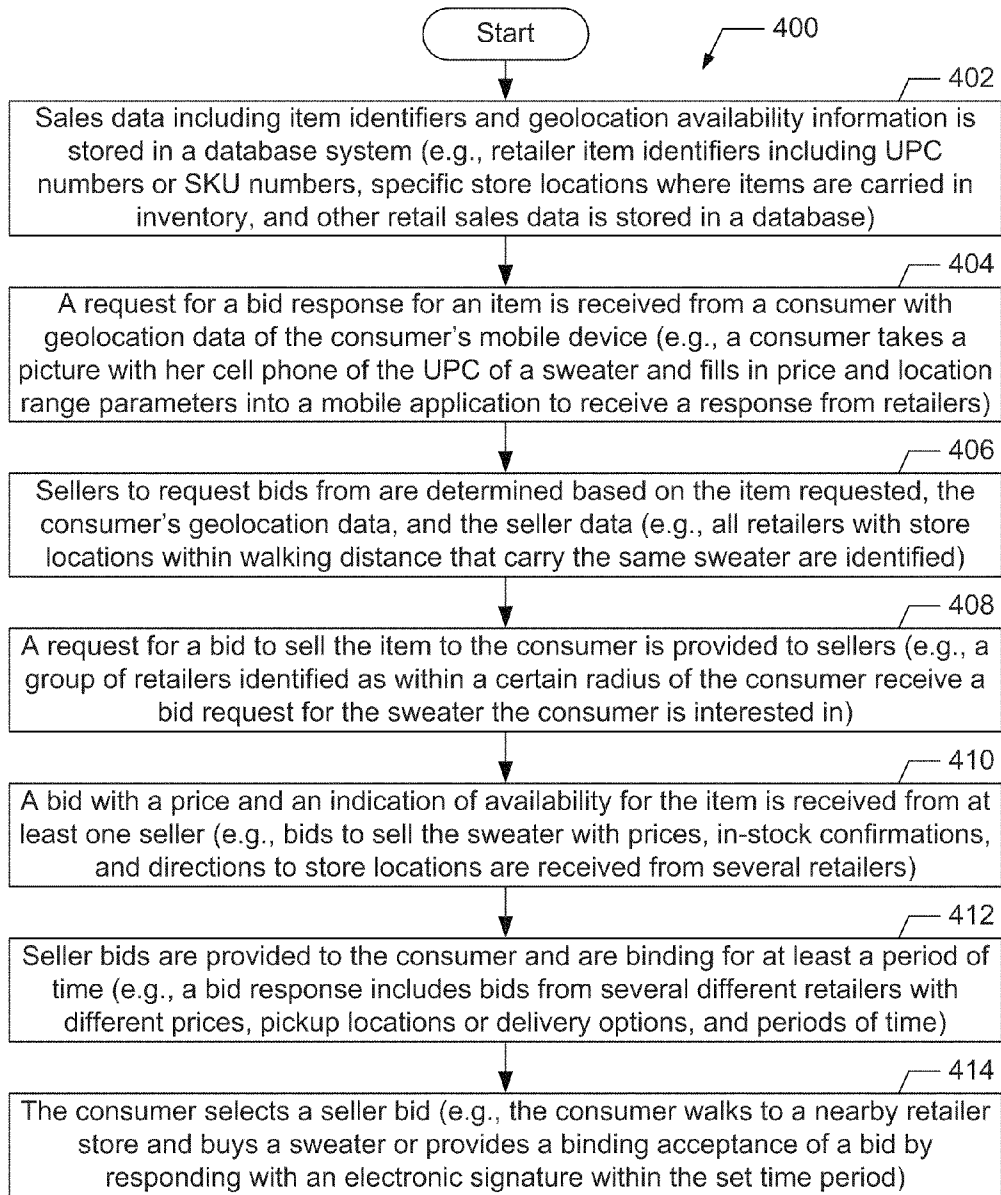 Start
400
402
Sales data including item identifiers and geolocation availability information is
stored in a database system (e.g., retailer item identifiers including UPC
numbers or SKU numbers, specific store locations where items are carried in
inventory, and other retail sales data is stored in a database)
404
A request for a bid response for an item is received from a consumer with
geolocation data of the consumer's mobile device (e.g., a consumer takes a
picture with her cell phone of the UPC of a sweater and fills in price and location
range parameters into a mobile application to receive a response from retailers)
406
Sellers to request bids from are determined based on the item requested, the
consumer's geolocation data, and the seller data (e.g., all retailers with store
locations within walking distance that carry the same sweater are identified)
408
A request for a bid to sell the item to the consumer is provided to sellers (e.g., a
group of retailers identified as within a certain radius of the consumer receive a
bid request for the sweater the consumer is interested in)
410
A bid with a price and an indication of availability for the item is received from at
least one seller (e.g., bids to sell the sweater with prices, in-stock confirmations,
and directions to store locations are received from several retailers)
412
Seller bids are provided to the consumer and are binding for at least a period of
time (e.g., a bid response includes bids from several different retailers with
different prices, pickup locations or delivery options, and periods of time)
414
The consumer selects a seller bid (e.g., the consumer walks to a nearby retailer
store and buys a sweater or provides a binding acceptance of a bid by
responding with an electronic signature within the set time period)